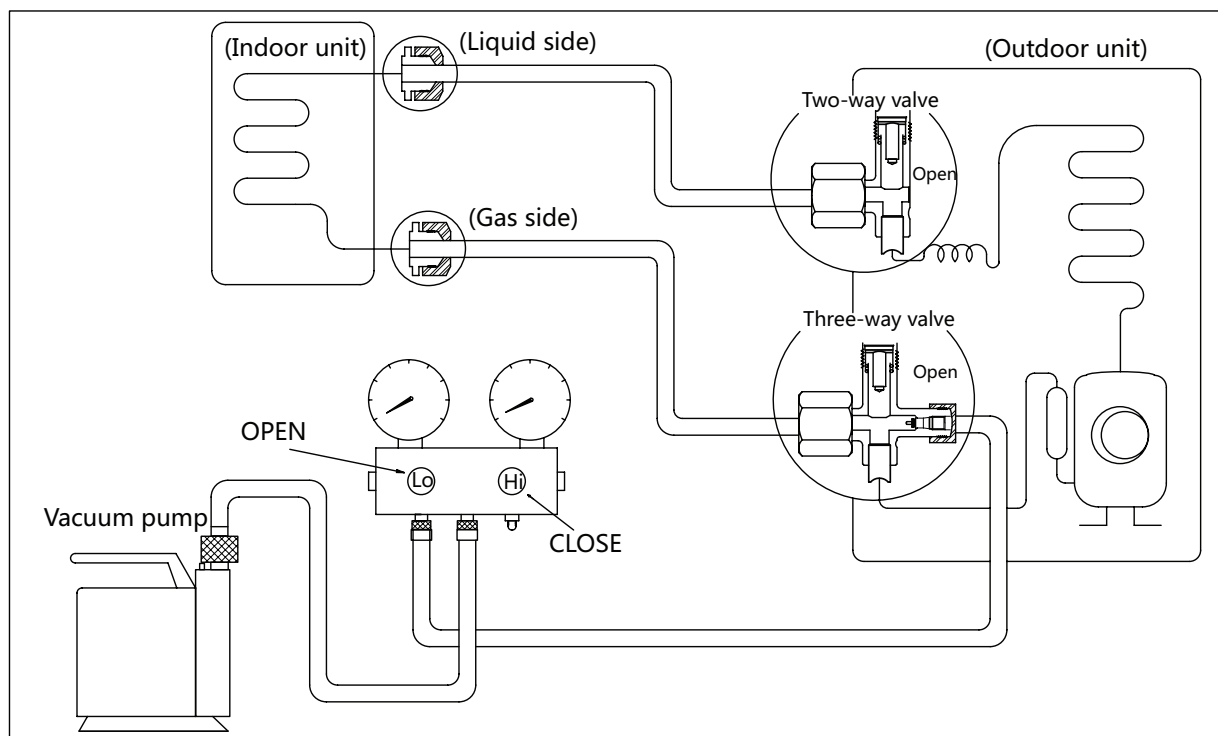 (Indoor unit)
(Liquid side)
(Outdoor unit)
Two-way valve
Open
(Gas side)
Three-way valve
Open
OPEN
Lo
Hi
CLOSE
Vacuum pump